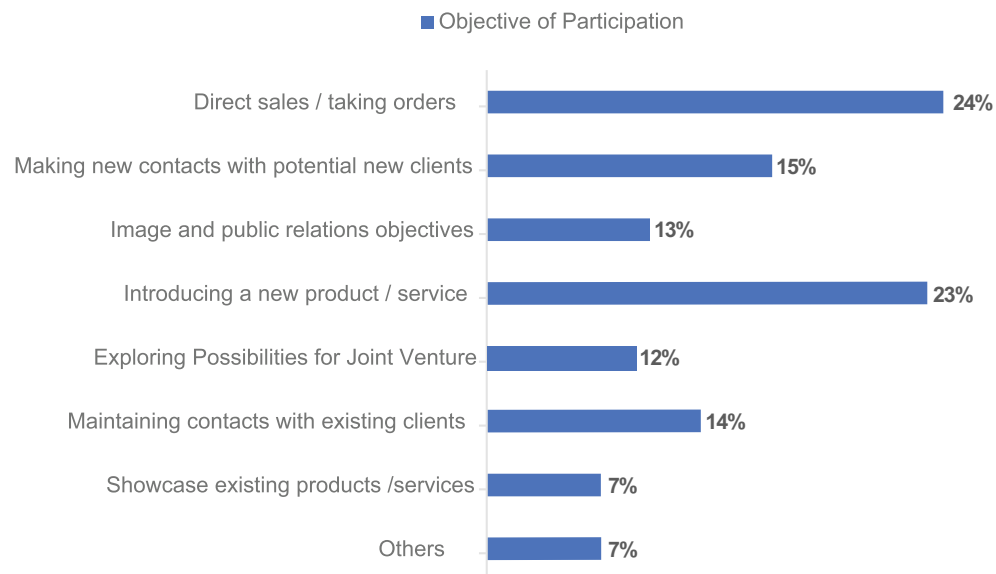 Objective of Participation
Direct sales / taking orders 24%
Making new contacts with potential new clients 15%
Image and public relations objectives 13%
Introducing a new product / service 23%
Exploring Possibilities for Joint Venture 12%
Maintaining contacts with existing clients 14%
Showcase existing products /services 7%
Others 7%